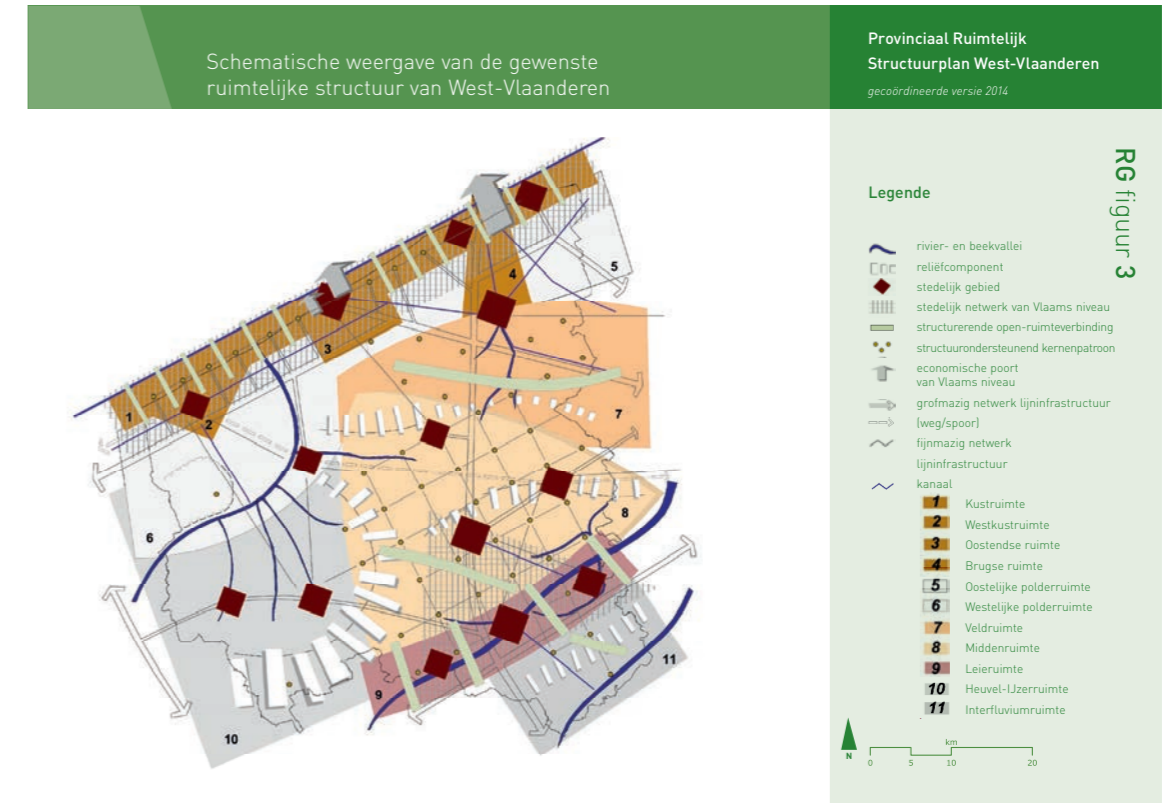 Schematische weergave van de gewenste
ruimtelijke structuur van West-Vlaanderen
Provinciaal Ruimtelijk
Structuurplan West-Vlaanderen
gecoördineerde versie 2014
RG figuur 3
Legende
rivier- en beekvallei
reliëfcomponent
stedelijk gebied
stedelijk netwerk van Vlaams niveau
structurerende open-ruimteverbinding
structuurondersteunend kernenpatroon
economische poort
van Vlaams niveau
grofmazig netwerk lijninfrastructuur
(weg/spoor)
fijnmazig netwerk
lijninfrastructuur
kanaal
1 Kustruimte
2 Westkustruimte
3 Oostendse ruimte
4 Brugse ruimte
5 Oostelijke polderruimte
6 Westelijke polderruimte
7 Veldruimte
8 Middenruimte
9 Leieruimte
10 Heuvel-IJzerruimte
11 Interfluviumruimte
N
km
0 5 10 20
4
5
3
1
2
7
8
6
11
9
10